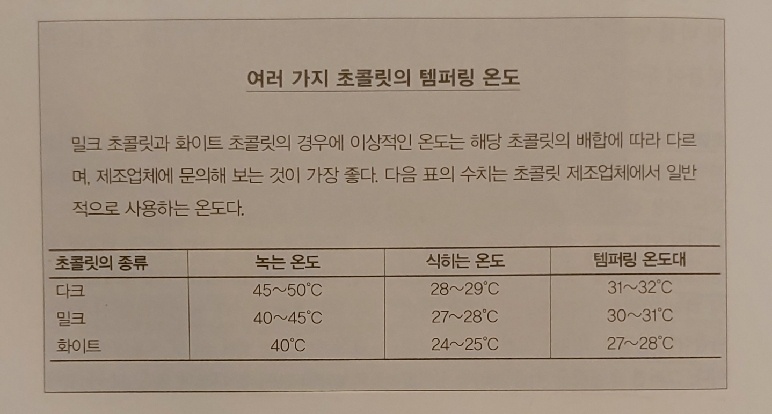 여러 가지 초콜릿의 템퍼링 온도
밀크 초콜릿과 화이트 초콜릿의 경우에 이상적인 온도는 해당 초콜릿의 배합에 따라 다르
며, 제조업체에 문의해 보는 것이 가장 좋다. 다음 표의 수치는 초콜릿 제조업체에서 일반
적으로 사용하는 온도다.
초콜릿의 종류 녹는 온도 식히는 온도 템퍼링 온도대
다크 45~50℃ 28~29℃ 31~32℃
밀크 40~45℃ 27~28℃ 30~31℃
화이트 40℃ 24~25℃ 27~28℃